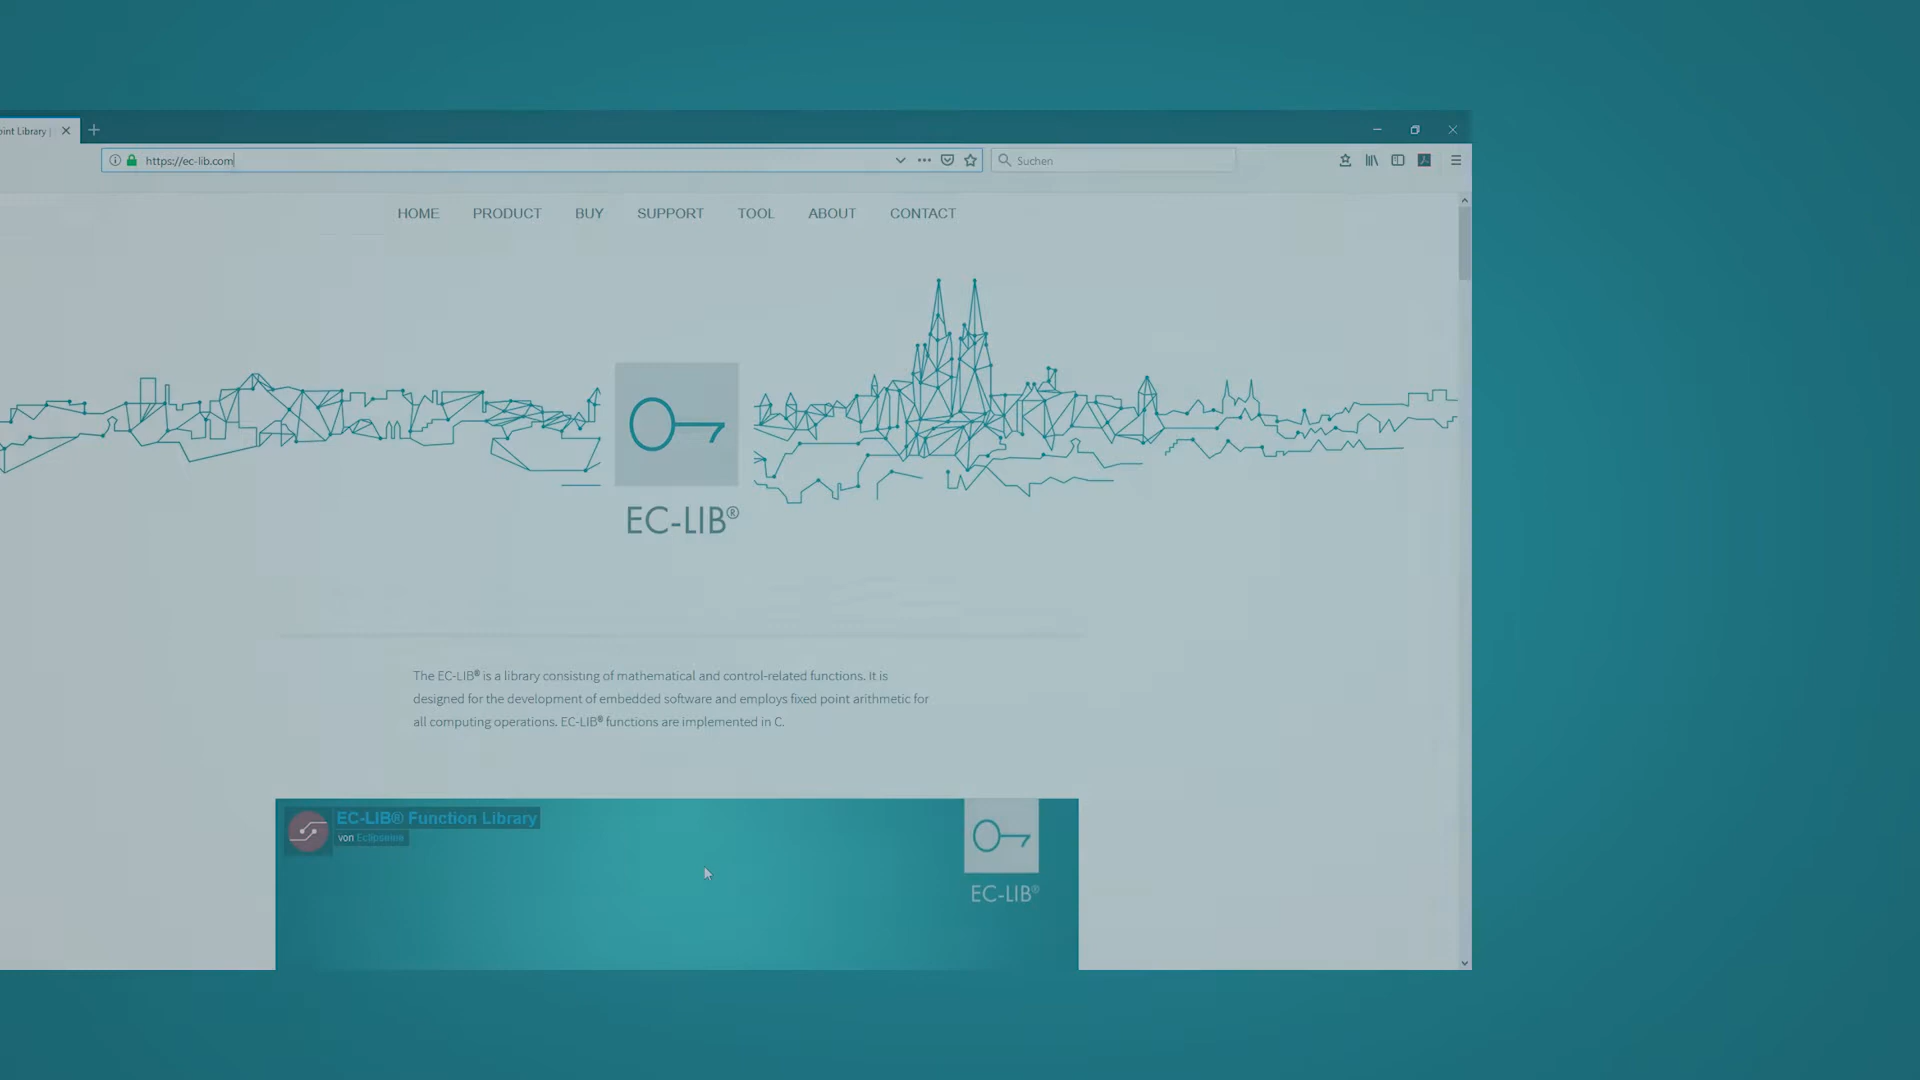 oint Library |
https://ec-lib.com
Suchen
HOME PRODUCT BUY SUPPORT TOOL ABOUT CONTACT
EC-LIB®
The EC-LIB® is a library consisting of mathematical and control-related functions. It is
designed for the development of embedded software and employs fixed point arithmetic for
all computing operations. EC-LIB® functions are implemented in C.
EC-LIB® Function Library
von Eclipseina
EC-LIB®